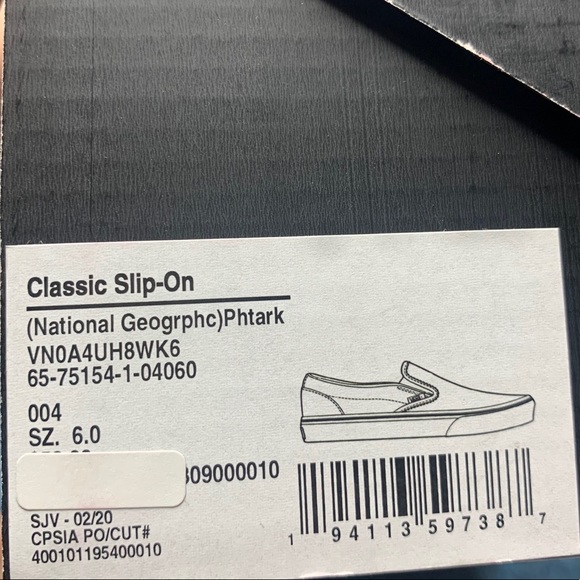 Classic Slip-On
(National Geogrphc)Phtark
VN0A4UH8WK6
65-75154-1-04060
004
SZ. 6.0
09000010
SJV - 02/20
CPSIA PO/CUT#
400101195400010
1 94113 59738 7